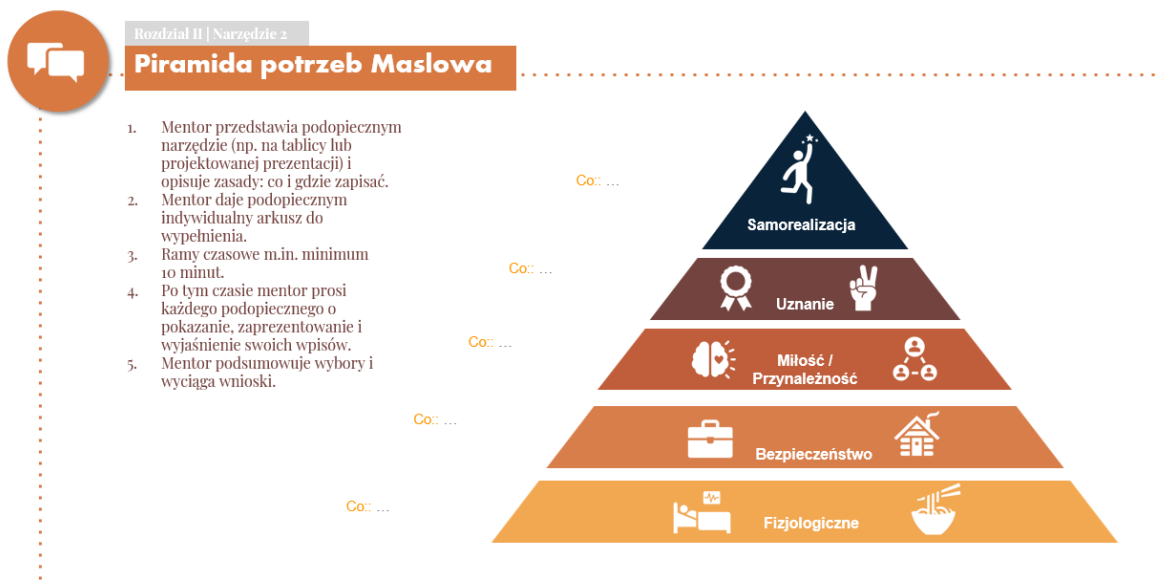 Rozdział II | Narzędzie 2
Piramida potrzeb Maslowa
1. Mentor przedstawia podopiecznym
narzędzie (np. na tablicy lub
projektowanej prezentacji) i
opisuje zasady: co i gdzie zapisać.
2. Mentor daje podopiecznym
indywidualny arkusz do
wypełnienia.
3. Ramy czasowe m.in. minimum
10 minut.
4. Po tym czasie mentor prosi
każdego podopiecznego o
pokazanie, zaprezentowanie i
wyjaśnienie swoich wpisów.
5. Mentor podsumowuje wybory i
wyciąga wnioski.
Co:: ...
Samorealizacja
Co:: ...
Uznanie
Co:: ...
Miłość /
Przynależność
Co:: ...
Bezpieczeństwo
Co:: ...
Fizjologiczne